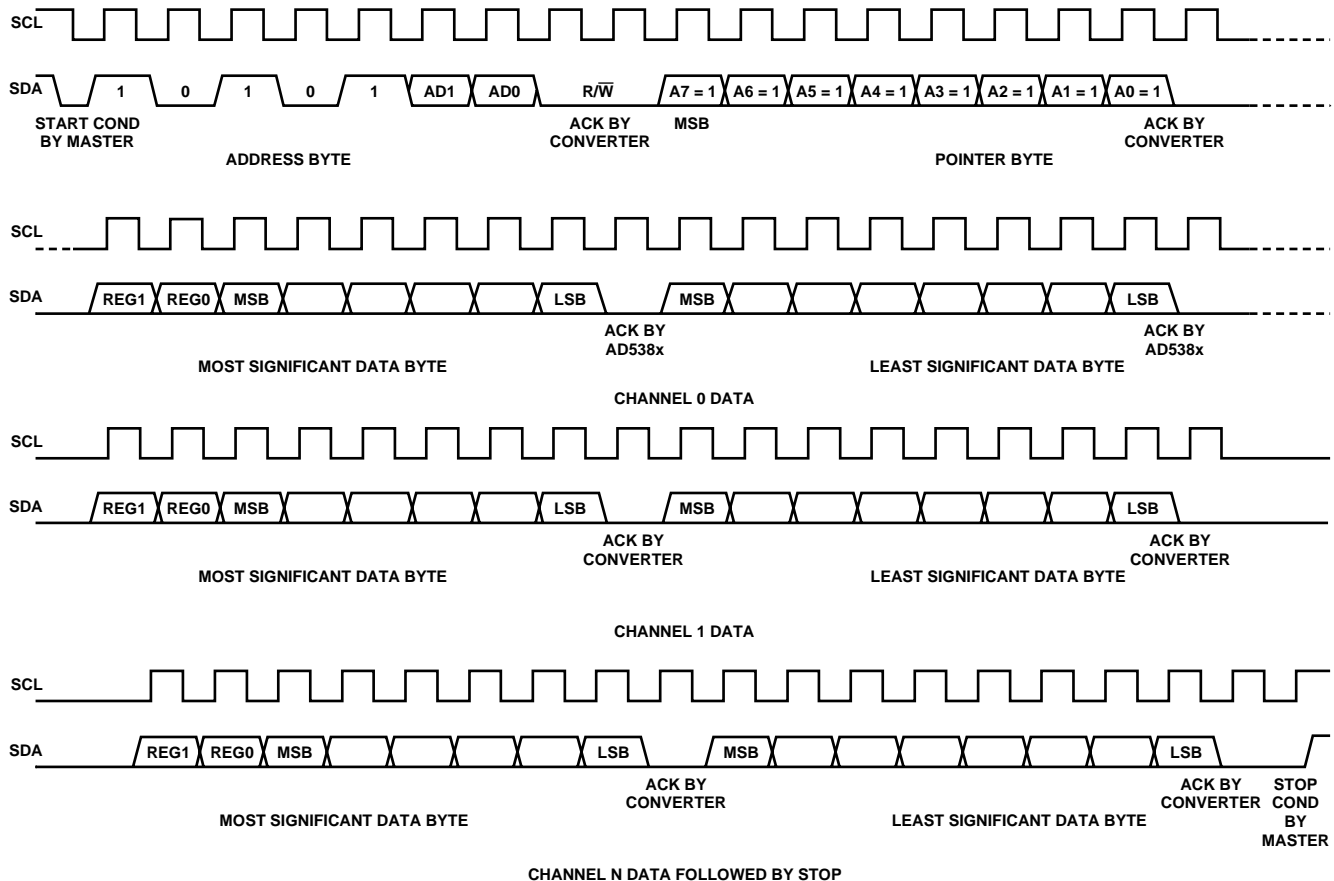 SCL
SDA 1 0 1 0 1 AD1 AD0 R/W̅ A7 = 1 A6 = 1 A5 = 1 A4 = 1 A3 = 1 A2 = 1 A1 = 1 A0 = 1
START COND ACK BY MSB ACK BY
BY MASTER CONVERTER CONVERTER
ADDRESS BYTE POINTER BYTE
SCL
SDA REG1 REG0 MSB LSB MSB LSB
ACK BY ACK BY
AD538x AD538x
MOST SIGNIFICANT DATA BYTE LEAST SIGNIFICANT DATA BYTE
CHANNEL 0 DATA
SCL
SDA REG1 REG0 MSB LSB MSB LSB
ACK BY ACK BY
CONVERTER CONVERTER
MOST SIGNIFICANT DATA BYTE LEAST SIGNIFICANT DATA BYTE
CHANNEL 1 DATA
SCL
SDA REG1 REG0 MSB LSB MSB LSB
ACK BY ACK BY STOP
CONVERTER CONVERTER COND
MOST SIGNIFICANT DATA BYTE LEAST SIGNIFICANT DATA BYTE BY
MASTER
CHANNEL N DATA FOLLOWED BY STOP